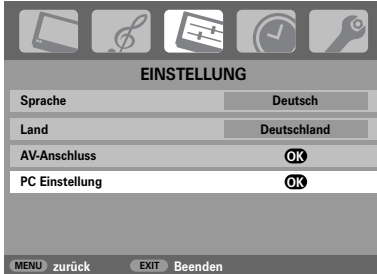 EINSTELLUNG
Sprache Deutsch
Land Deutschland
AV-Anschluss OK
PC Einstellung OK
MENU zurück EXIT Beenden